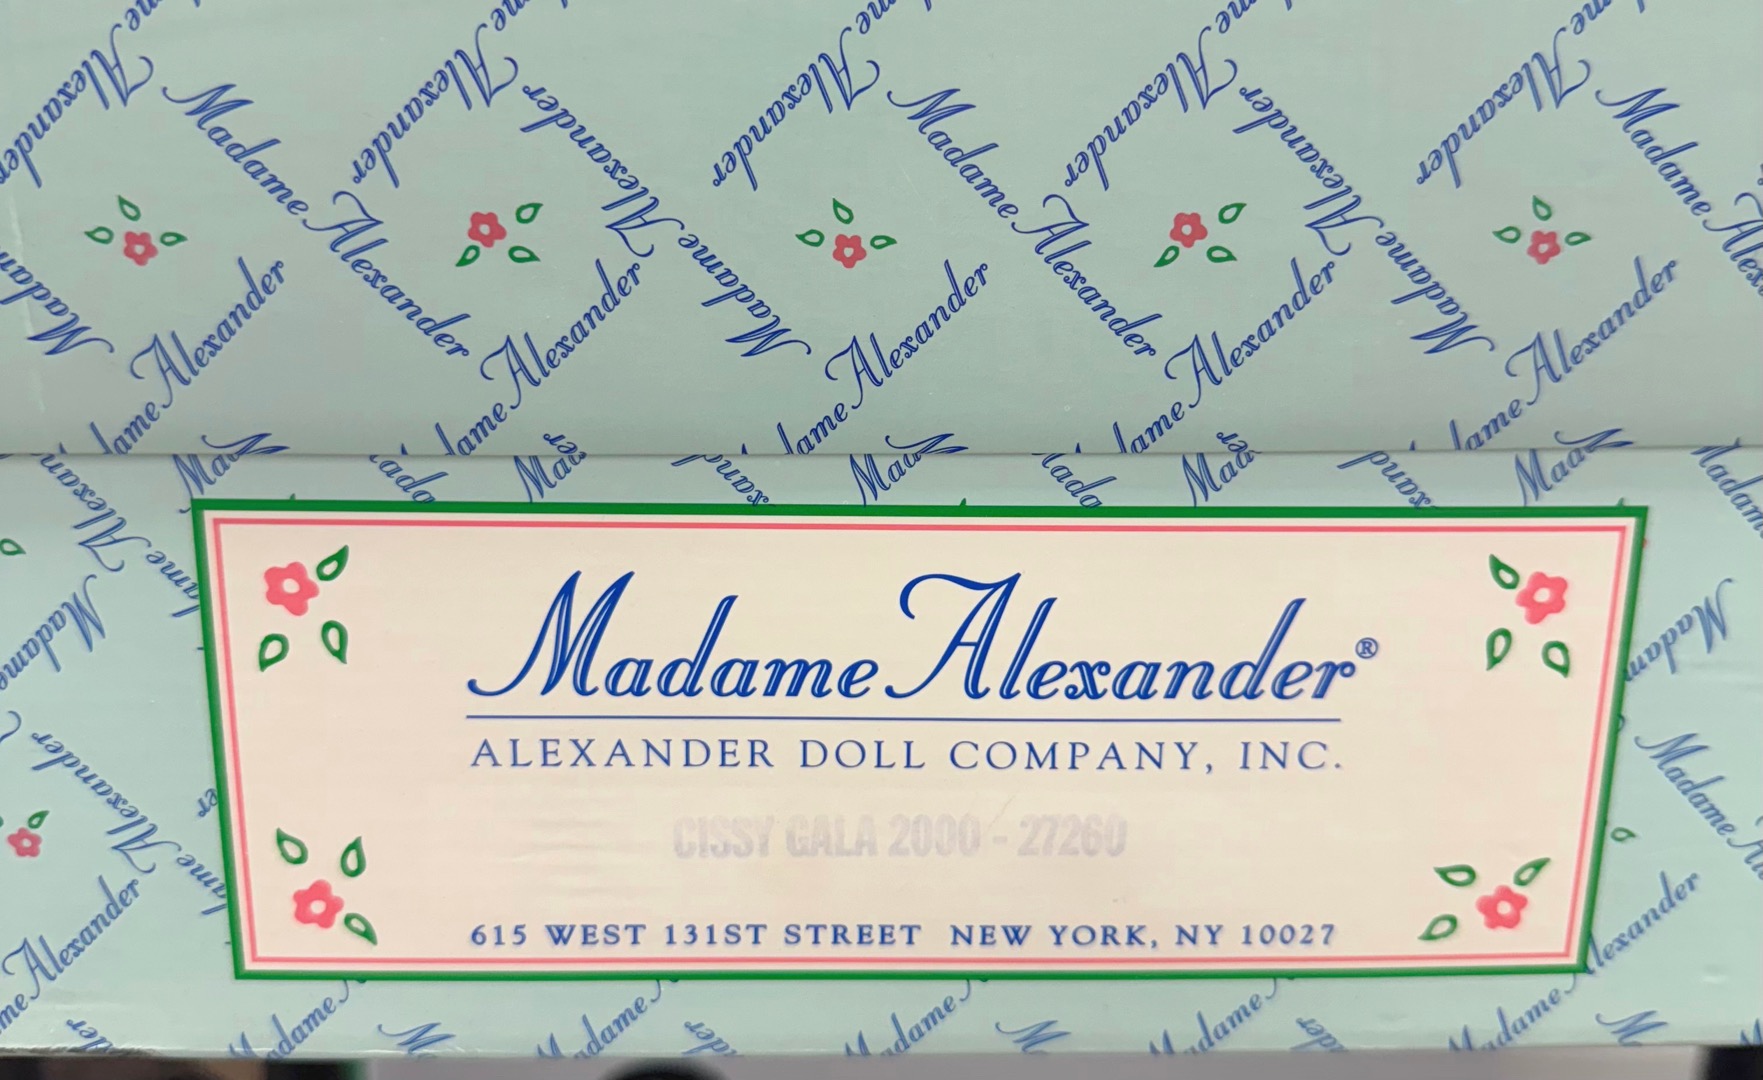 Madame Alexander®
ALEXANDER DOLL COMPANY, INC.
CISSY GALA 2000 - 27260
615 WEST 131ST STREET NEW YORK, NY 10027